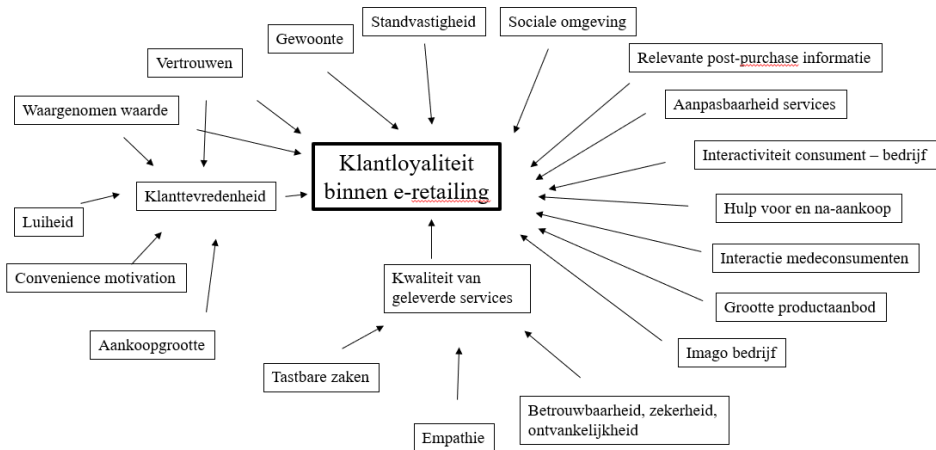 Standvastigheid
Sociale omgeving
Gewoonte
Relevante post-purchase informatie
Vertrouwen
Aanpasbaarheid services
Waargenomen waarde
Klantloyaliteit
binnen e-retailing
Interactiviteit consument – bedrijf
Klanttevredenheid
Hulp voor en na-aankoop
Luiheid
Interactie medeconsumenten
Convenience motivation
Kwaliteit van
geleverde services
Grootte productaanbod
Aankoopgrootte
Imago bedrijf
Tastbare zaken
Betrouwbaarheid, zekerheid,
ontvankelijkheid
Empathie